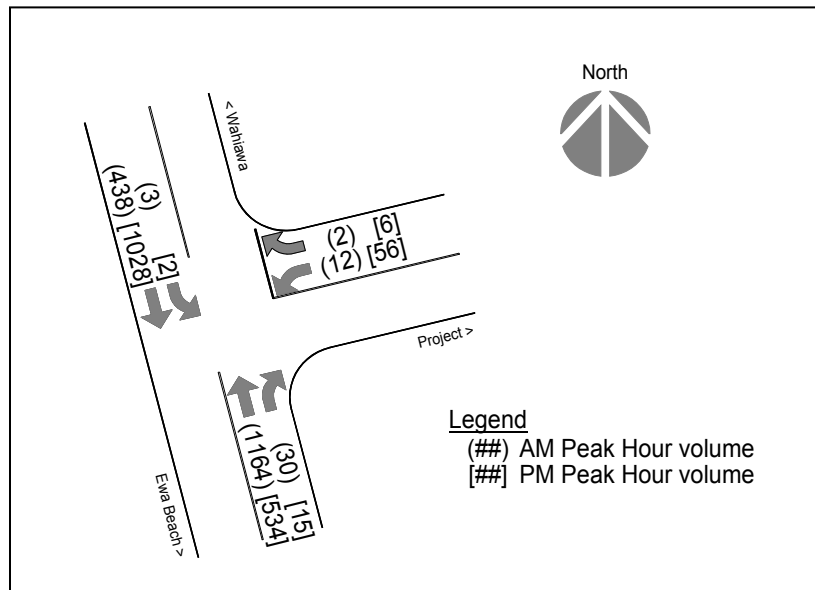 North
< Wahiawa
(3) [2]
(438) [1028]
(2) [6]
(12) [56]
Project >
(30) [15]
(1164) [534]
Ewa Beach >
Legend
(##) AM Peak Hour volume
[##] PM Peak Hour volume